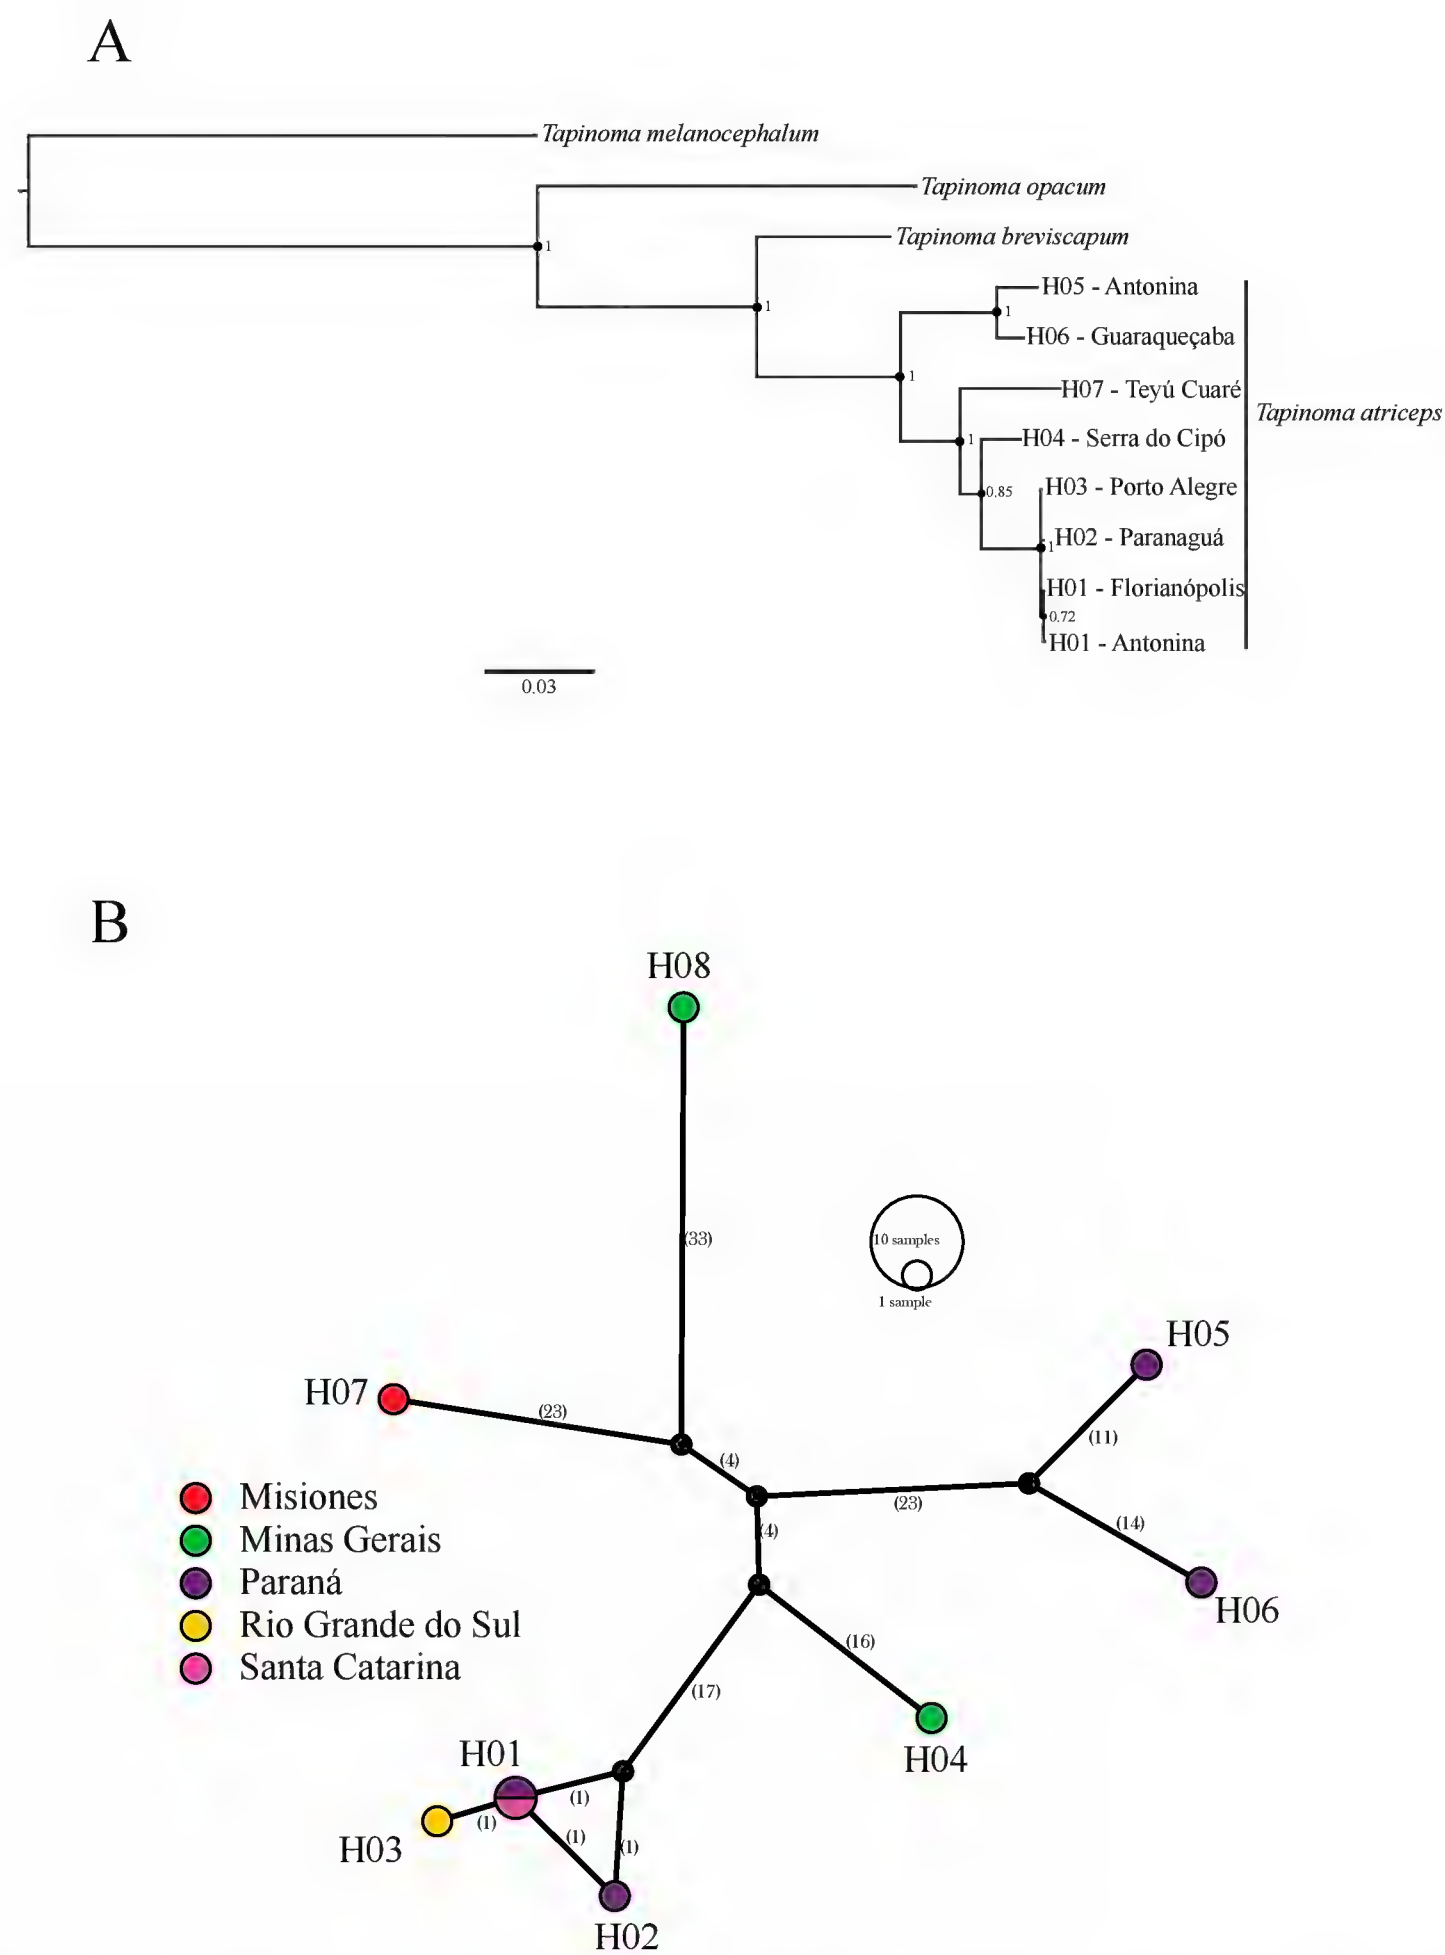 A
Tapinoma melanocephalum
Tapinoma opacum
1
Tapinoma breviscapum
H05 - Antonina
1
1
H06 - Guaraqueçaba
1
H07 - Teyú Cuaré
Tapinoma atriceps
1
H04 - Serra do Cipó
0.85
H03 - Porto Alegre
H02 - Paranaguá
1
H01 - Florianópolis
0.72
H01 - Antonina
0.03
B
H08
(33)
10 samples
1 sample
H05
H07
(23)
(11)
(4)
(23)
(14)
(4)
H06
Misiones
Minas Gerais
Paraná
Rio Grande do Sul
Santa Catarina
(16)
(17)
H04
H01
(1)
(1)
(1)
(1)
H03
H02